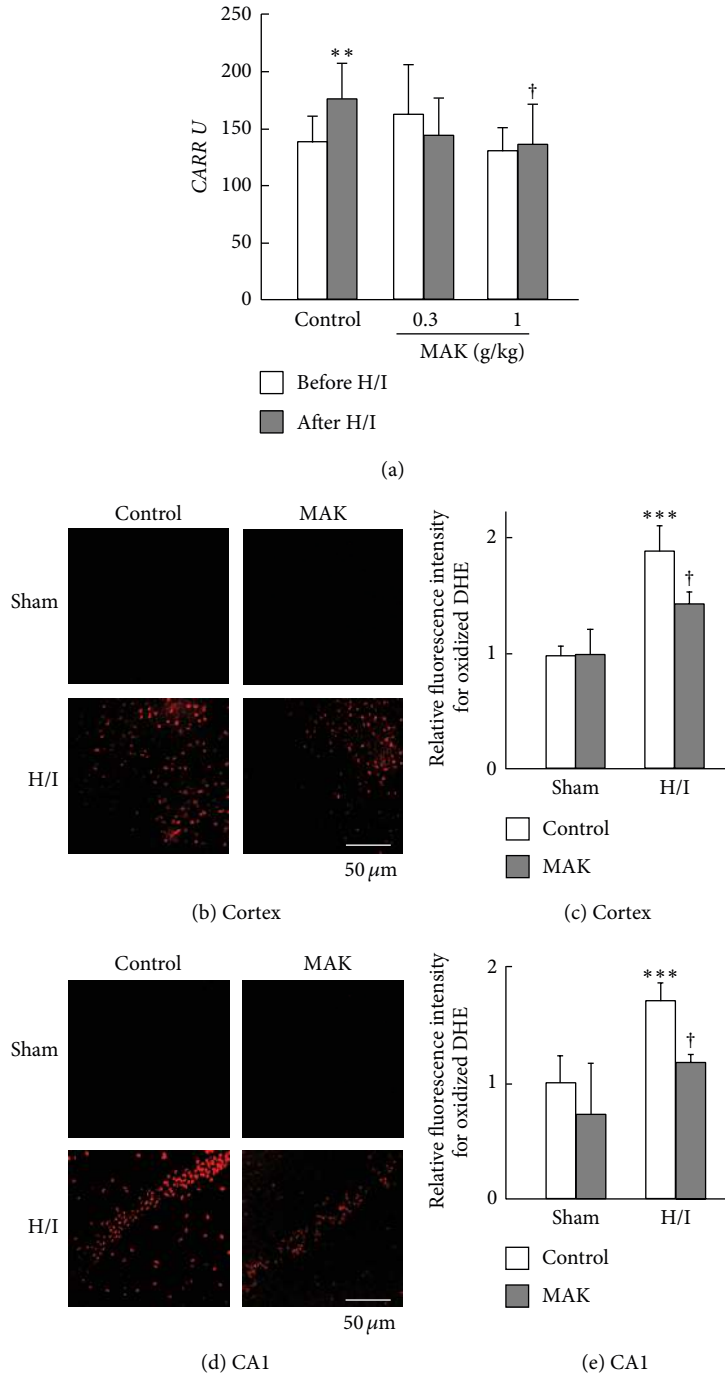 250
**
200
†
150
CARR U
100
50
0
Control
0.3
1
MAK (g/kg)
Before H/I
After H/I
(a)
Control
MAK
Sham
H/I
50 μm
(b) Cortex
Relative fluorescence intensity
for oxidized DHE
2
1
0
***
†
Sham
H/I
Control
MAK
(c) Cortex
Control
MAK
Sham
H/I
50 μm
(d) CA1
Relative fluorescence intensity
for oxidized DHE
2
1
0
***
†
Sham
H/I
Control
MAK
(e) CA1